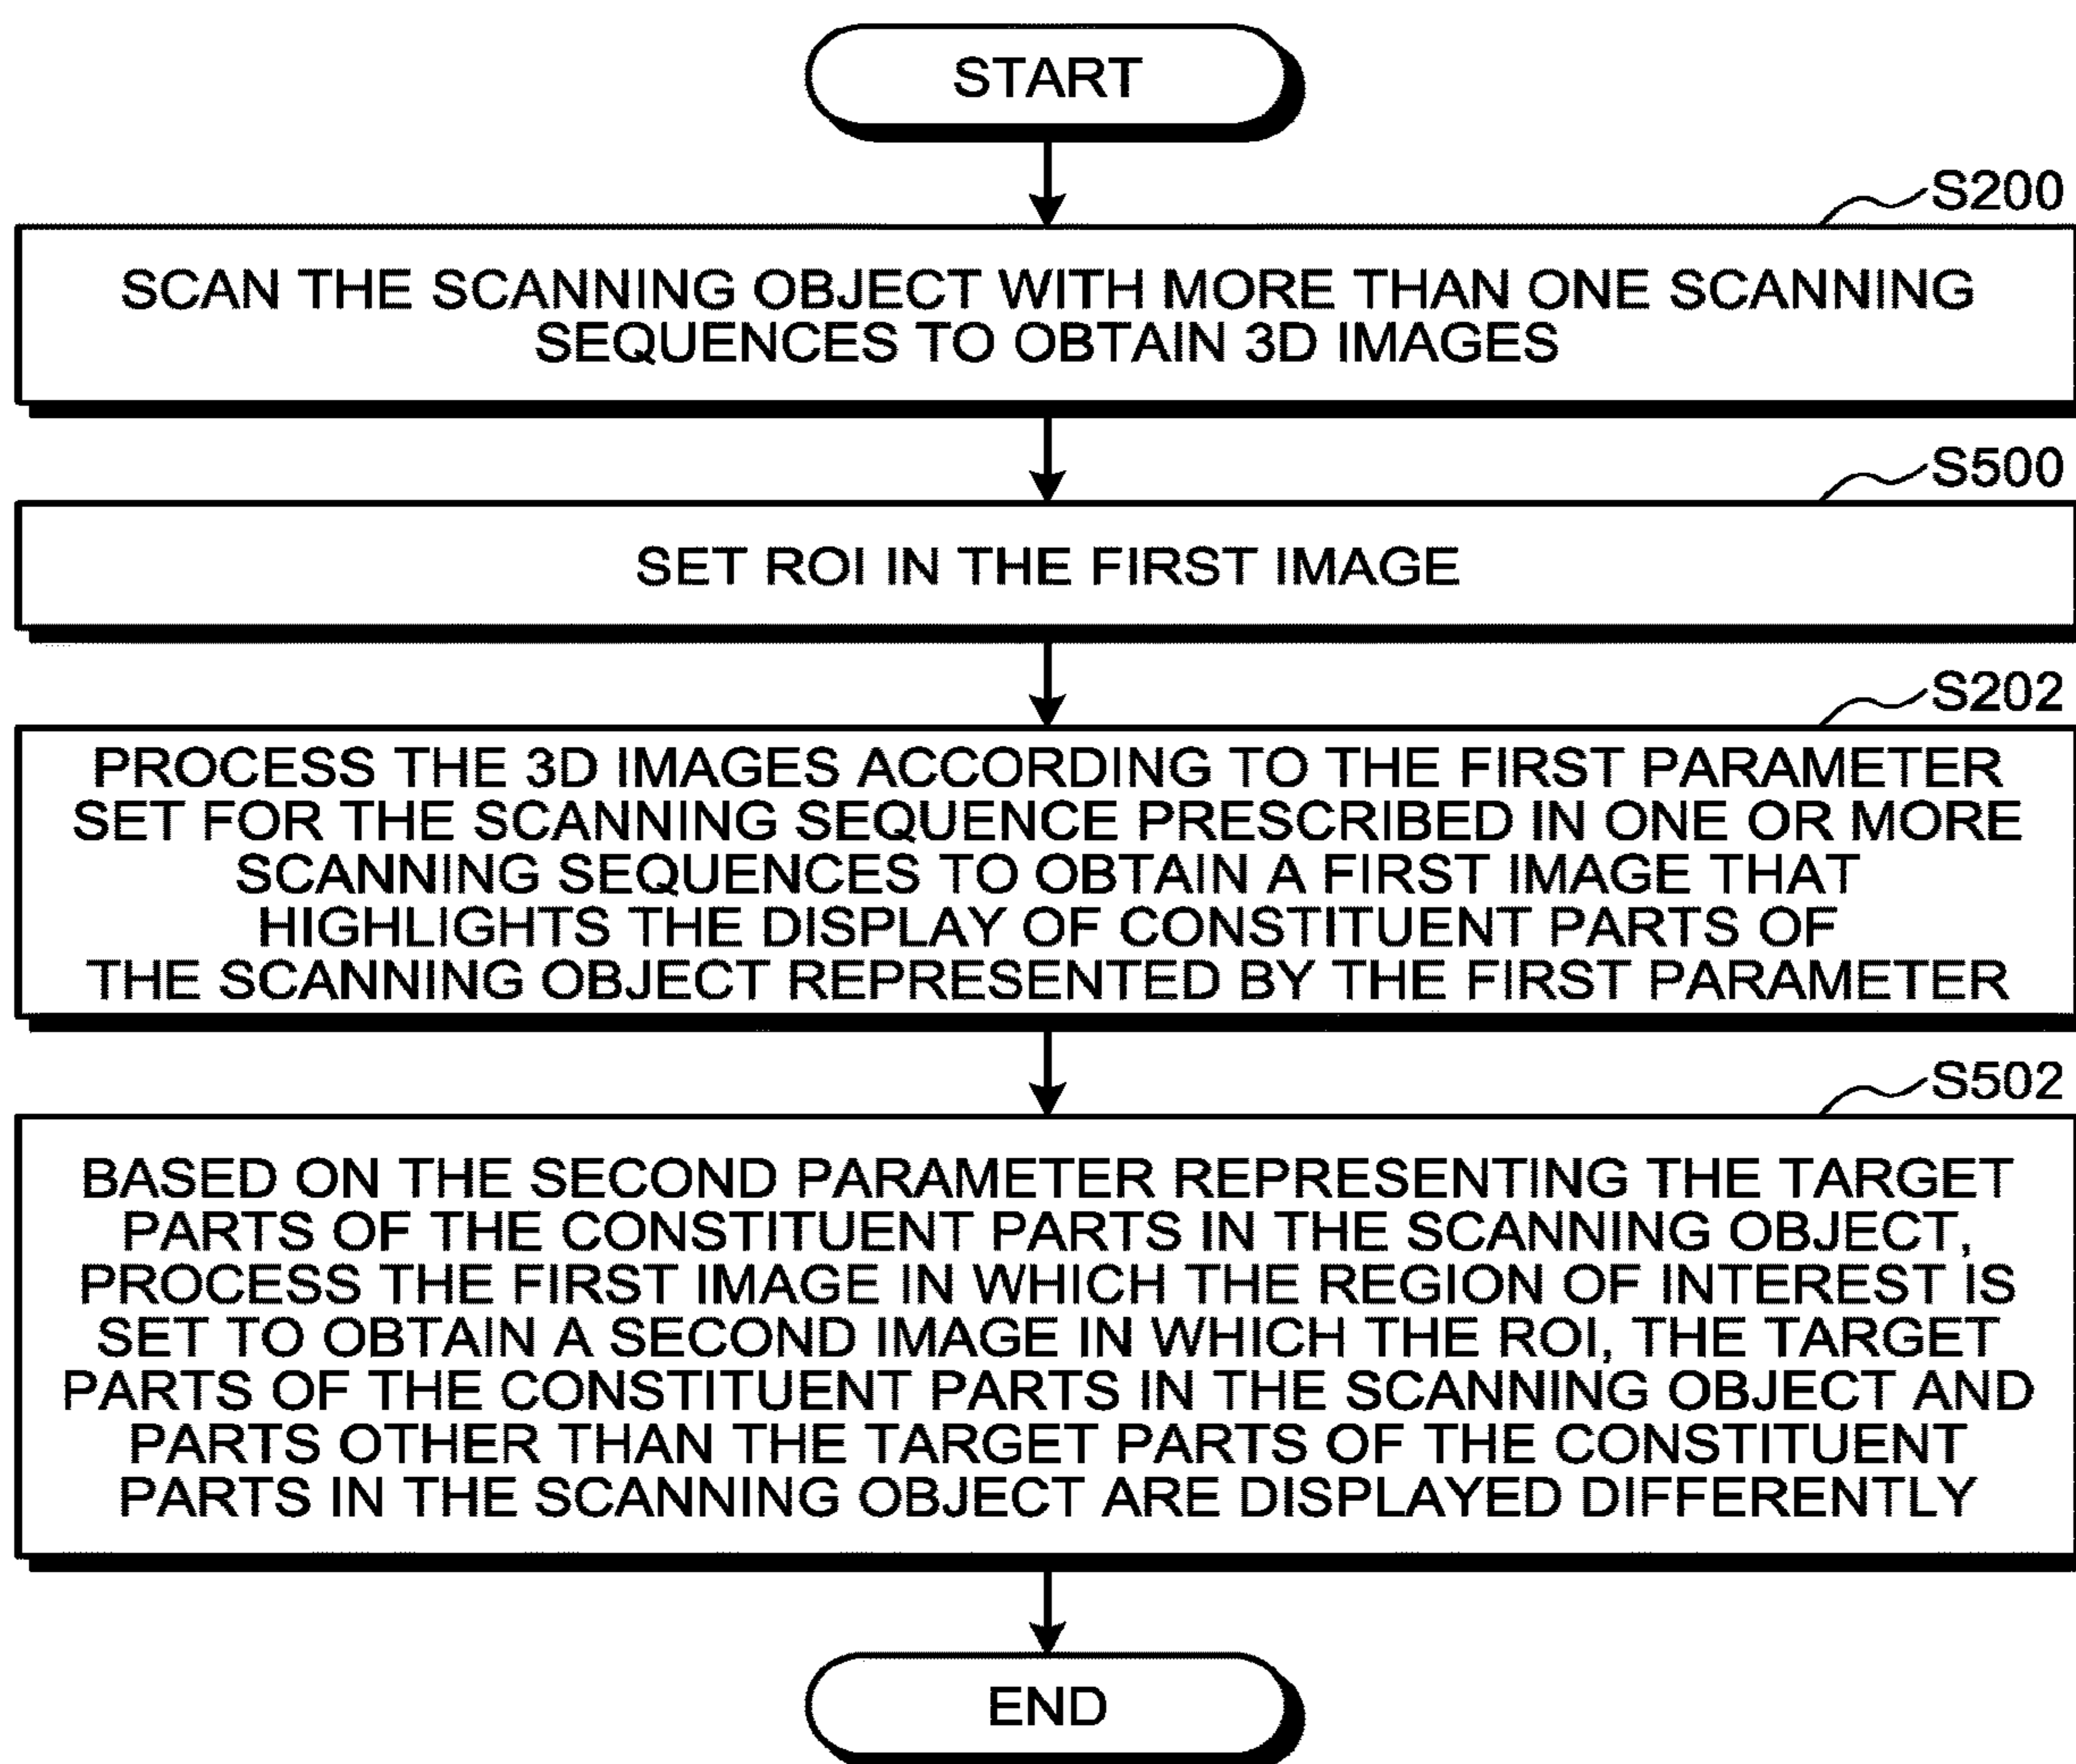 START
S200
SCAN THE SCANNING OBJECT WITH MORE THAN ONE SCANNING
SEQUENCES TO OBTAIN 3D IMAGES
S500
SET ROI IN THE FIRST IMAGE
S202
PROCESS THE 3D IMAGES ACCORDING TO THE FIRST PARAMETER
SET FOR THE SCANNING SEQUENCE PRESCRIBED IN ONE OR MORE
SCANNING SEQUENCES TO OBTAIN A FIRST IMAGE THAT
HIGHLIGHTS THE DISPLAY OF CONSTITUENT PARTS OF
THE SCANNING OBJECT REPRESENTED BY THE FIRST PARAMETER
S502
BASED ON THE SECOND PARAMETER REPRESENTING THE TARGET
PARTS OF THE CONSTITUENT PARTS IN THE SCANNING OBJECT,
PROCESS THE FIRST IMAGE IN WHICH THE REGION OF INTEREST IS
SET TO OBTAIN A SECOND IMAGE IN WHICH THE ROI, THE TARGET
PARTS OF THE CONSTITUENT PARTS IN THE SCANNING OBJECT AND
PARTS OTHER THAN THE TARGET PARTS OF THE CONSTITUENT
PARTS IN THE SCANNING OBJECT ARE DISPLAYED DIFFERENTLY
END